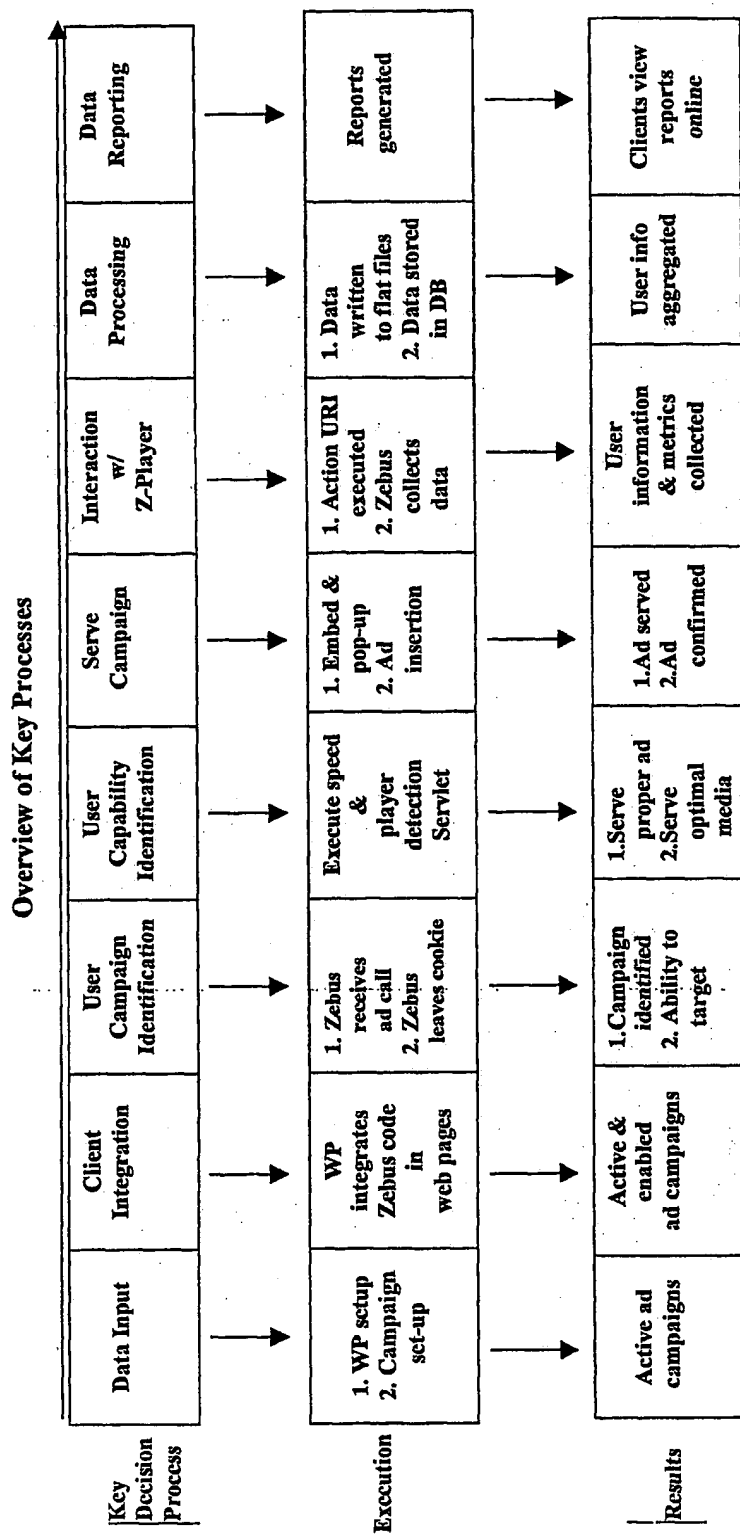 Overview of Key Processes
Key
Decision
Process
Data Input
Client
Integration
User
Campaign
Identification
User
Capability
Identification
Serve
Campaign
Interaction
w/
Z-Player
Data
Processing
Data
Reporting
Execution
1. WP setup
2. Campaign
set-up
WP
integrates
Zebus code
in
web pages
1. Zebus
receives
ad call
2. Zebus
leaves cookie
Execute speed
&
player
detection
Servlet
1. Embed &
pop-up
2. Ad
insertion
1. Action URI
executed
2. Zebus
collects
data
1. Data
written
to flat files
2. Data stored
in DB
Reports
generated
Results
Active ad
campaigns
Active &
enabled
ad campaigns
1.Campaign
identified
2. Ability to
target
1.Serve
proper ad
2.Serve
optimal
media
1.Ad served
2.Ad
confirmed
User
information
& metrics
collected
User info
aggregated
Clients view
reports
online